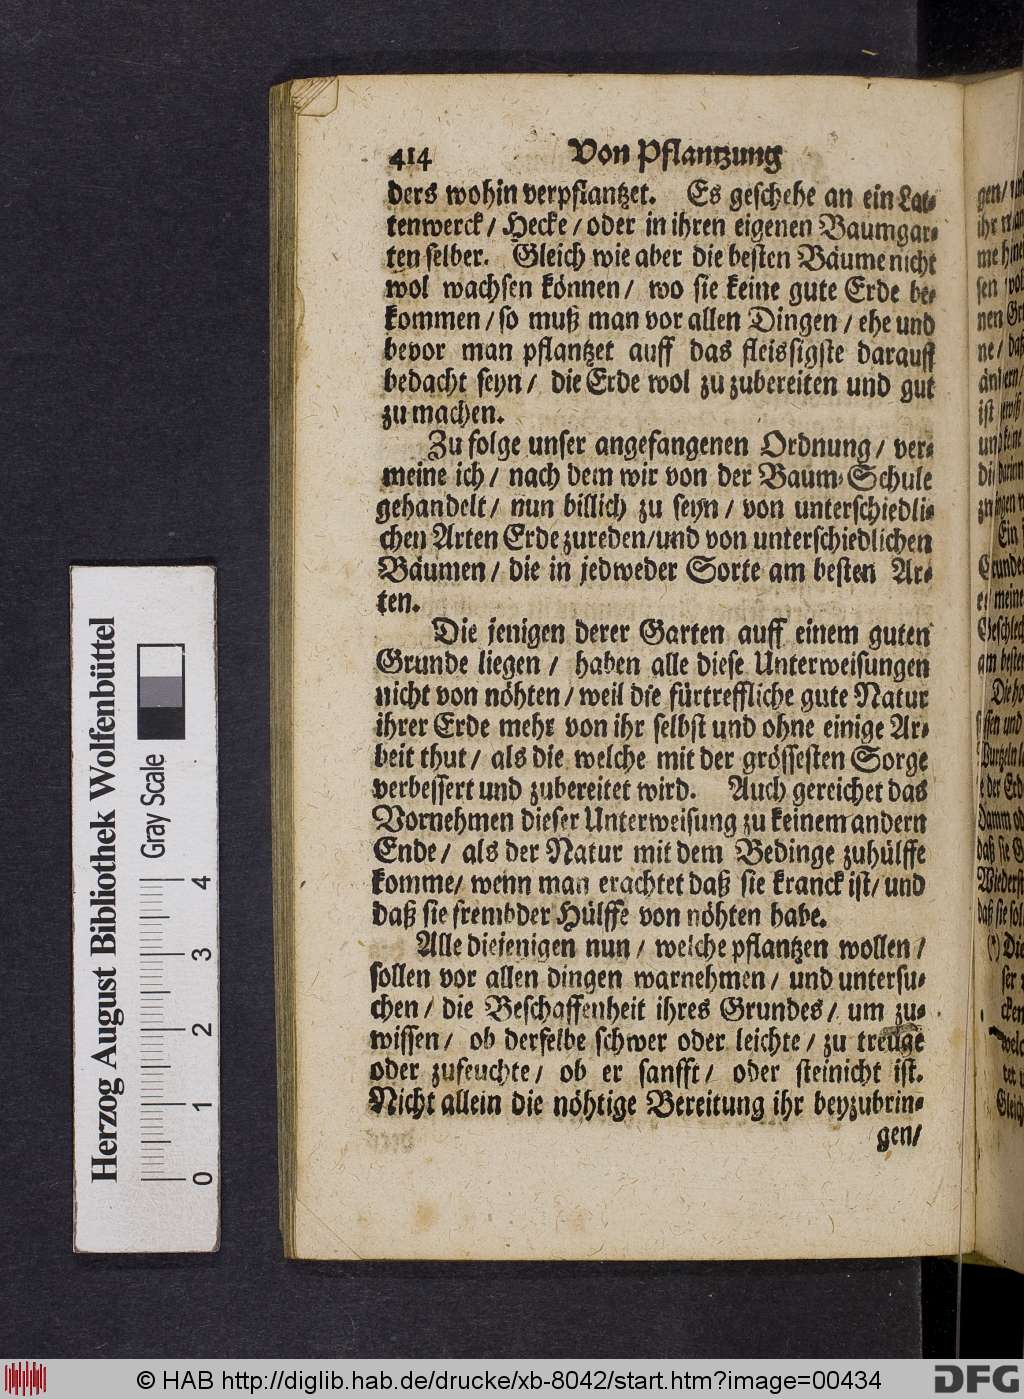 414 Von Pflantzung
ders wohin verpflantzet. Es geschehe an ein Lat-
tenwerck / Hecke / oder in ihren eigenen Baumgar-
ten selber. Gleich wie aber die besten Bäume nicht
wol wachsen können / wo sie keine gute Erde be-
kommen / so muß man vor allen Dingen / ehe und
bevor man pflantzet auff das fleissigste darauff
bedacht seyn / die Erde wol zu zubereiten und gut
zu machen.
Zu folge unser angefangenen Ordnung / ver-
meine ich / nach dem wir von der Baum-Schule
gehandelt / nun billich zu seyn / von unterschiedli-
chen Arten Erde zureden / und von unterschiedlichen
Bäumen / die in jedweder Sorte am besten Ar-
ten.
Die jenigen derer Garten auff einem guten
Grunde liegen / haben alle diese Unterweisungen
nicht von nöhten / weil die fürtreffliche gute Natur
ihrer Erde mehr von ihr selbst und ohne einige Ar-
beit thut / als die welche mit der grössesten Sorge
verbessert und zubereitet wird. Auch gereichet das
Vornehmen dieser Unterweisung zu keinem andern
Ende / als der Natur mit dem Bedinge zuhülffe
komme / wenn man erachtet daß sie kranck ist / und
daß sie frembder Hülffe von nöhten habe.
Alle diejenigen nun / welche pflantzen wollen /
sollen vor allen dingen warnehmen / und untersu-
chen / die Beschaffenheit ihres Grundes / um zu-
wissen / ob derselbe schwer oder leichte / zu treuge
oder zufeuchte / ob er sanfft / oder steinicht ist.
Nicht allein die nöhtige Bereitung ihr beyzubrin-
gen /
Herzog August Bibliothek Wolfenbüttel
Gray Scale
0 1 2 3 4
© HAB http://diglib.hab.de/drucke/xb-8042/start.htm?image=00434
DFG